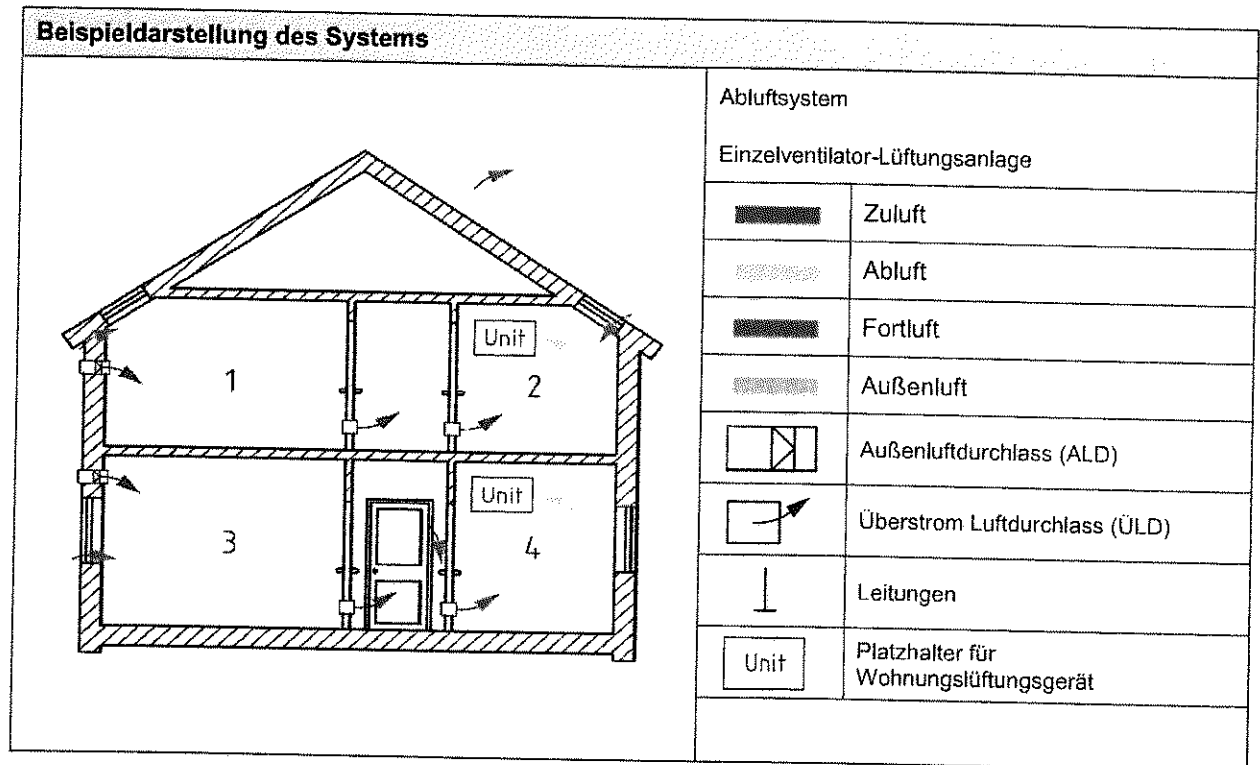 Beispieldarstellung des Systems
Abluftsystem
Einzelventilator-Lüftungsanlage
Zuluft
Abluft
Fortluft
Außenluft
Außenluftdurchlass (ALD)
Überstrom Luftdurchlass (ÜLD)
Leitungen
Unit
Platzhalter für
Wohnungslüftungsgerät
Unit
1
2
Unit
3
4